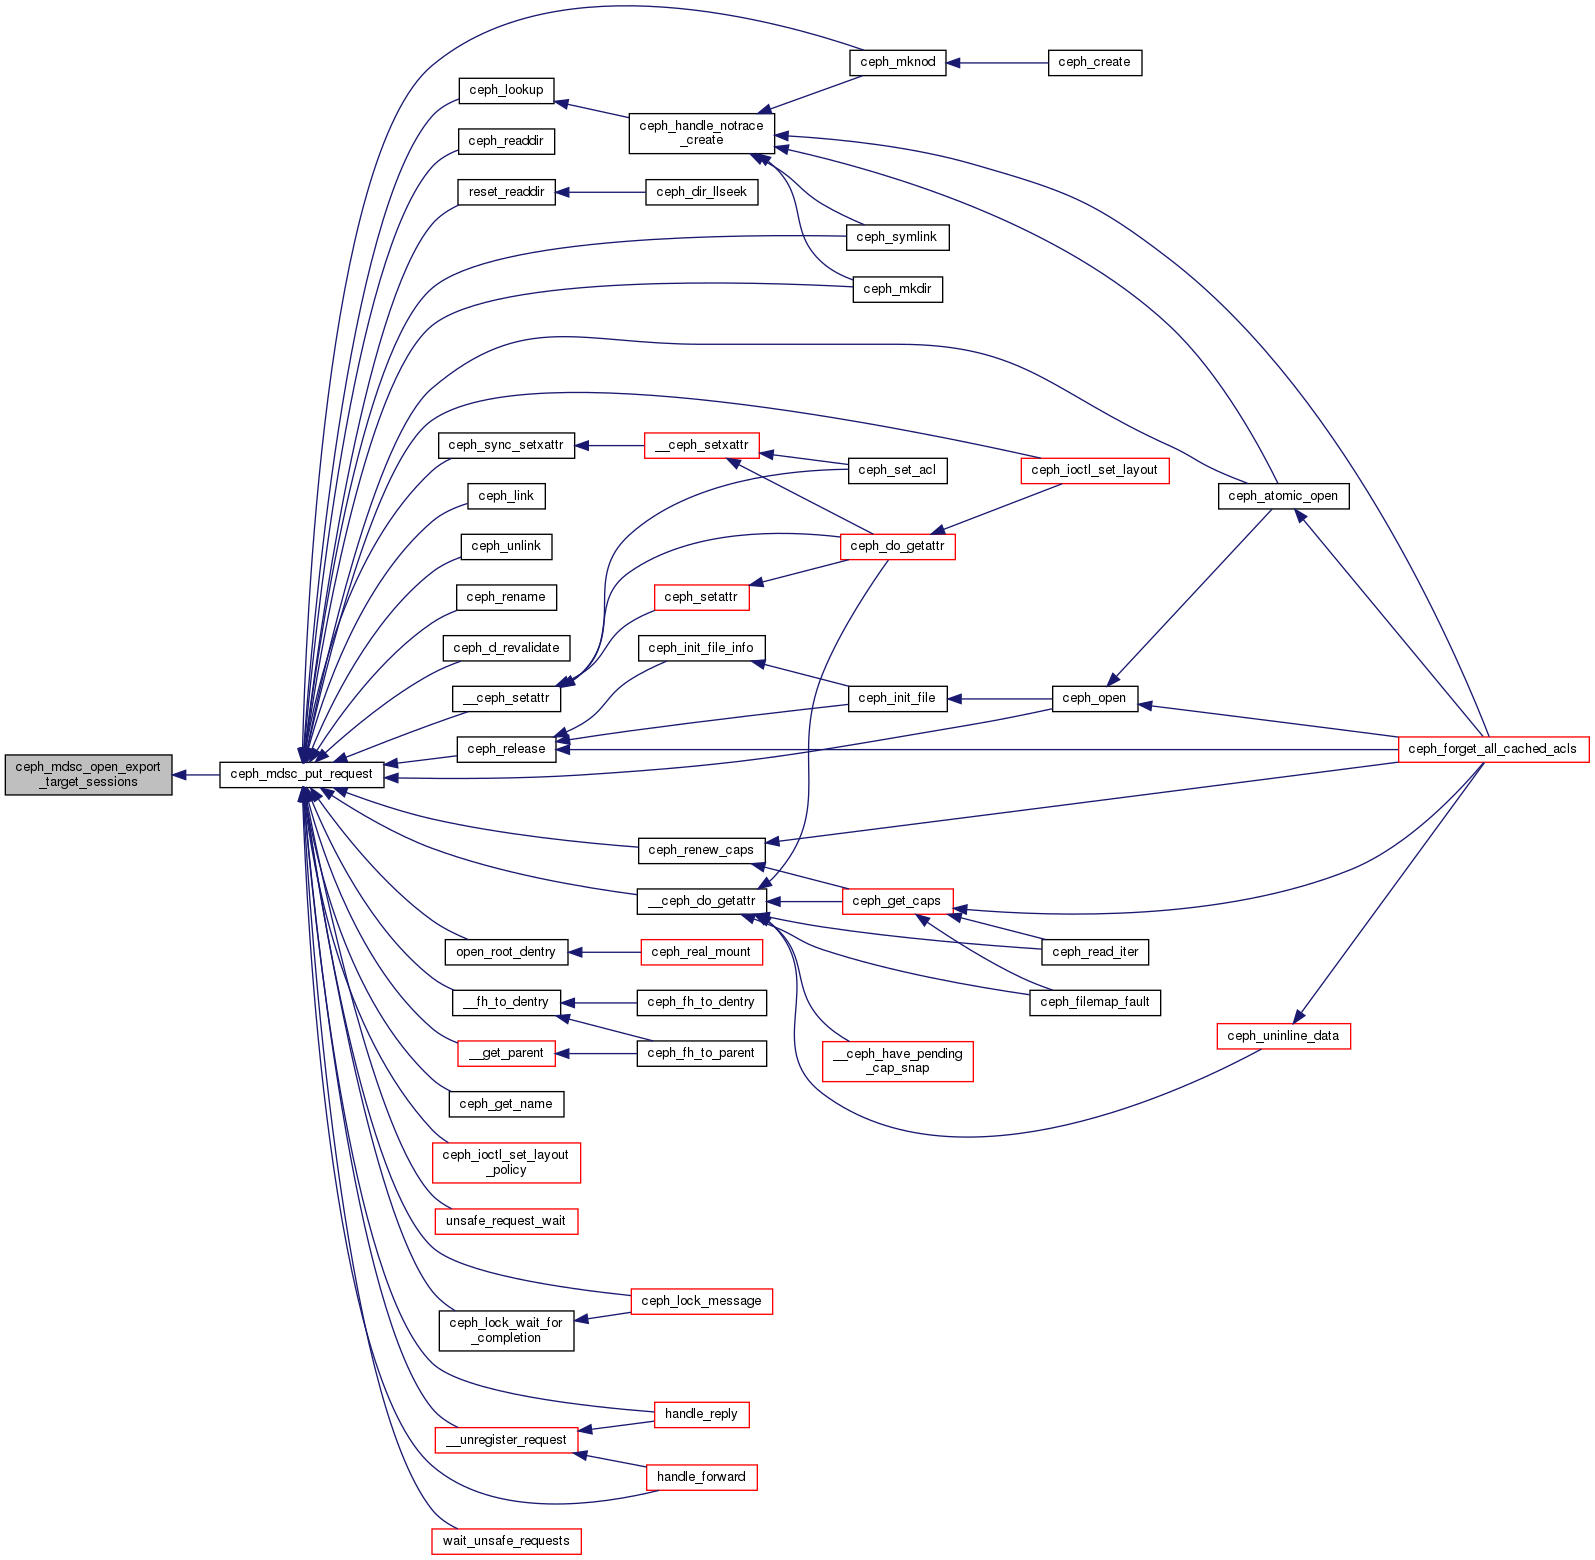 ceph_mknod
ceph_create
ceph_lookup
ceph_handle_notrace
_create
ceph_readdir
reset_readdir
ceph_dir_llseek
ceph_symlink
ceph_mkdir
ceph_sync_setxattr
__ceph_setxattr
ceph_set_acl
ceph_ioctl_set_layout
ceph_link
ceph_atomic_open
ceph_unlink
ceph_do_getattr
ceph_rename
ceph_setattr
ceph_d_revalidate
ceph_init_file_info
__ceph_setattr
ceph_init_file
ceph_open
ceph_release
ceph_forget_all_cached_acls
ceph_mdsc_open_export
_target_sessions
ceph_mdsc_put_request
ceph_renew_caps
__ceph_do_getattr
ceph_get_caps
open_root_dentry
ceph_real_mount
ceph_read_iter
__fh_to_dentry
ceph_fh_to_dentry
ceph_filemap_fault
__get_parent
ceph_fh_to_parent
__ceph_have_pending
_cap_snap
ceph_uninline_data
ceph_get_name
ceph_ioctl_set_layout
_policy
unsafe_request_wait
ceph_lock_message
ceph_lock_wait_for
_completion
handle_reply
__unregister_request
handle_forward
wait_unsafe_requests